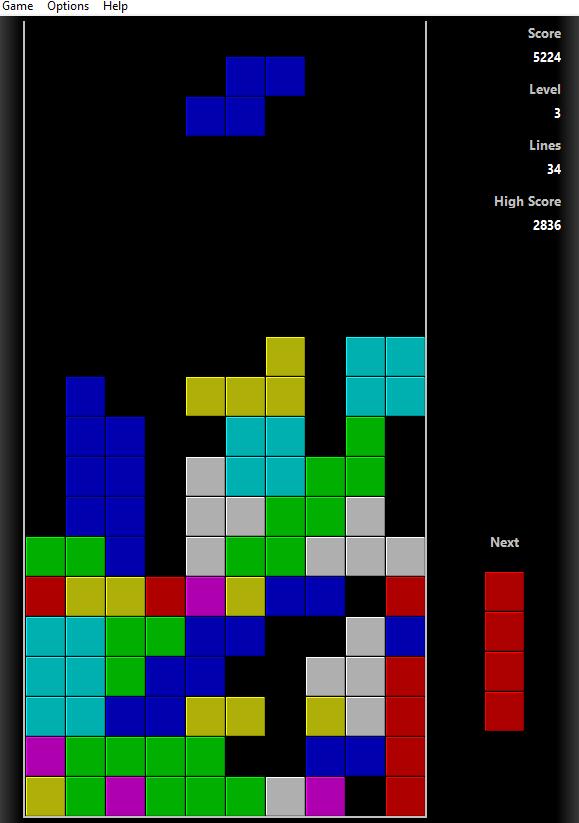 Game Options Help
Score
5224
Level
3
Lines
34
High Score
2836
Next